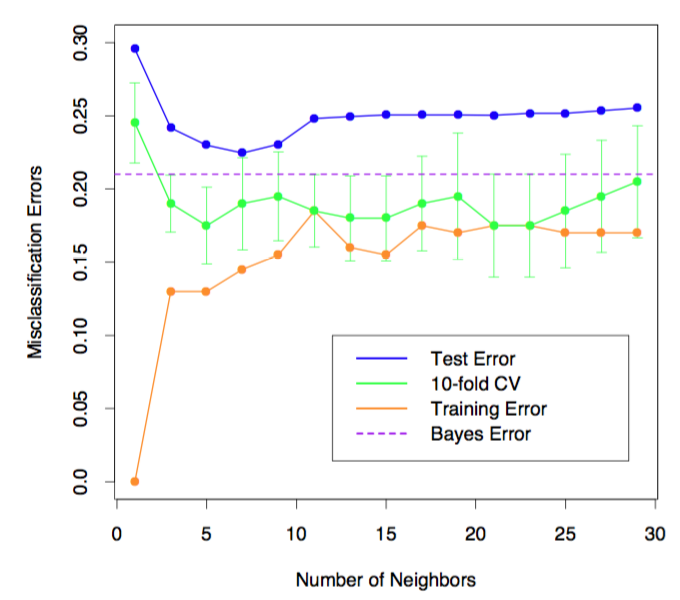 0.30
0.25
0.20
0.15
0.10
0.05
0.0
Misclassification Errors
Test Error
10-fold CV
Training Error
Bayes Error
0 5 10 15 20 25 30
Number of Neighbors